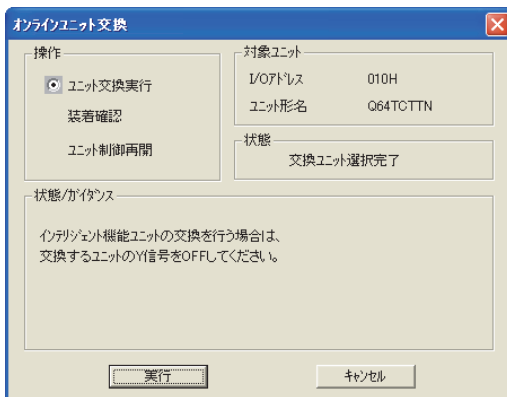 オンラインユニット交換
操作
ユニット交換実行
装着確認
ユニット制御再開
対象ユニット
I/Oアドレス 010H
ユニット形名 Q64TCTTN
状態
交換ユニット選択完了
状態/ガイダンス
インテリジェント機能ユニットの交換を行う場合は、
交換するユニットのY信号をOFFしてください。
実行 キャンセル